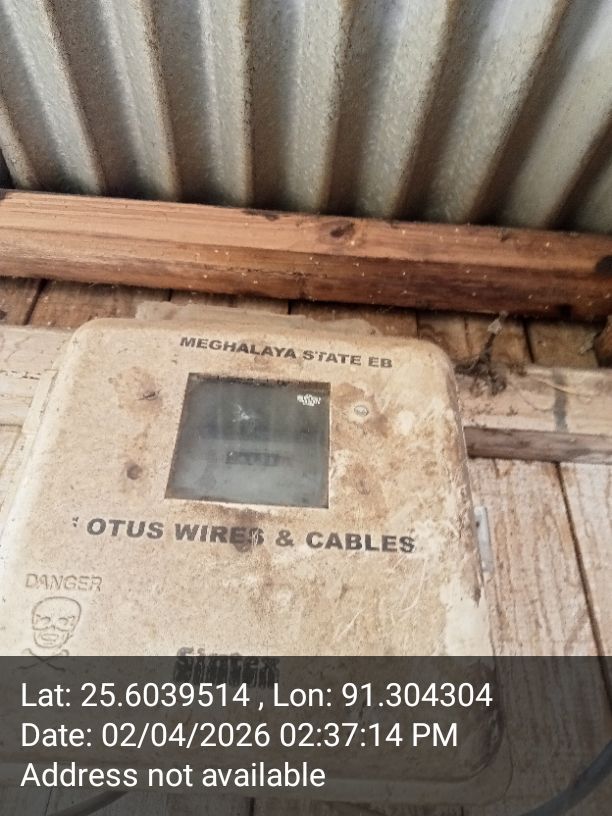 MEGHALAYA STATE EB
OTUS WIRES & CABLES
DANGER
Sintex
Lat: 25.6039514 , Lon: 91.304304
Date: 02/04/2026 02:37:14 PM
Address not available